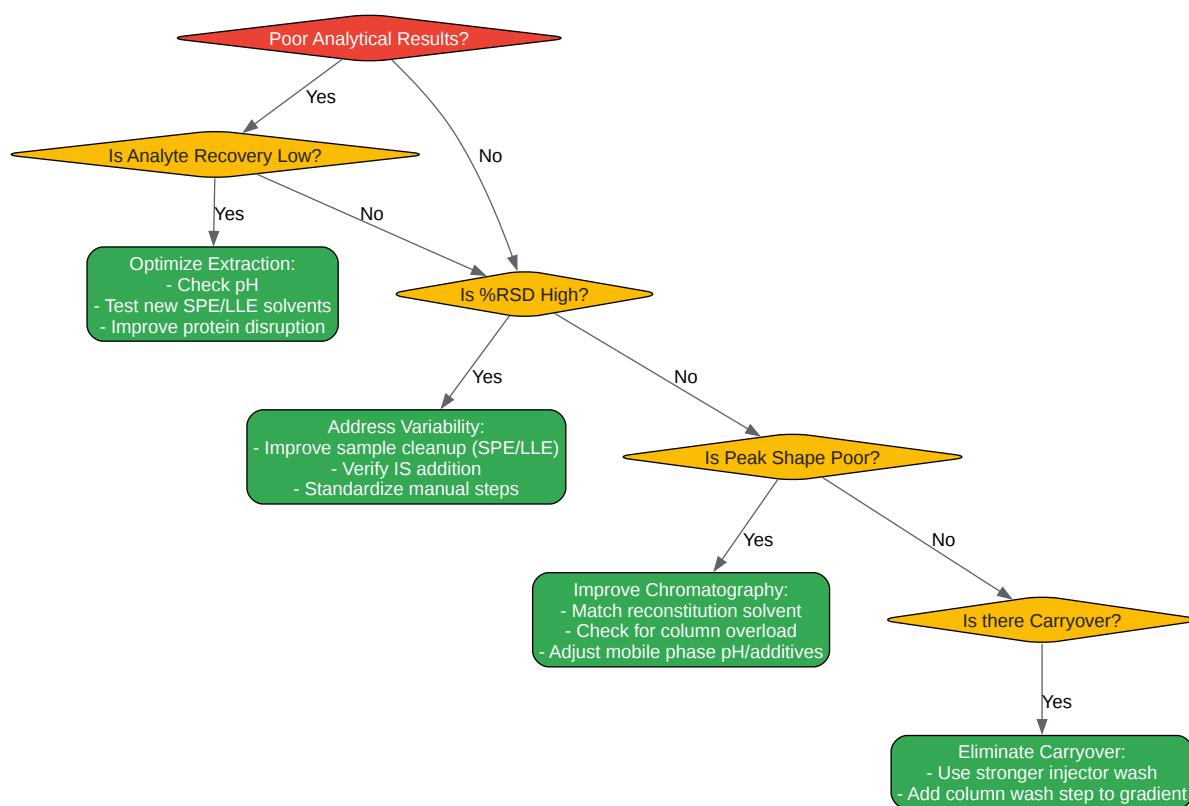 Poor Analytical Results?
Yes
Is Analyte Recovery Low?
No
Yes
No
Optimize Extraction:
- Check pH
- Test new SPE/LLE solvents
- Improve protein disruption
Is %RSD High?
Yes
No
Address Variability:
- Improve sample cleanup (SPE/LLE)
- Verify IS addition
- Standardize manual steps
Is Peak Shape Poor?
Yes
No
Improve Chromatography:
- Match reconstitution solvent
- Check for column overload
- Adjust mobile phase pH/additives
Is there Carryover?
Yes
Eliminate Carryover:
- Use stronger injector wash
- Add column wash step to gradient